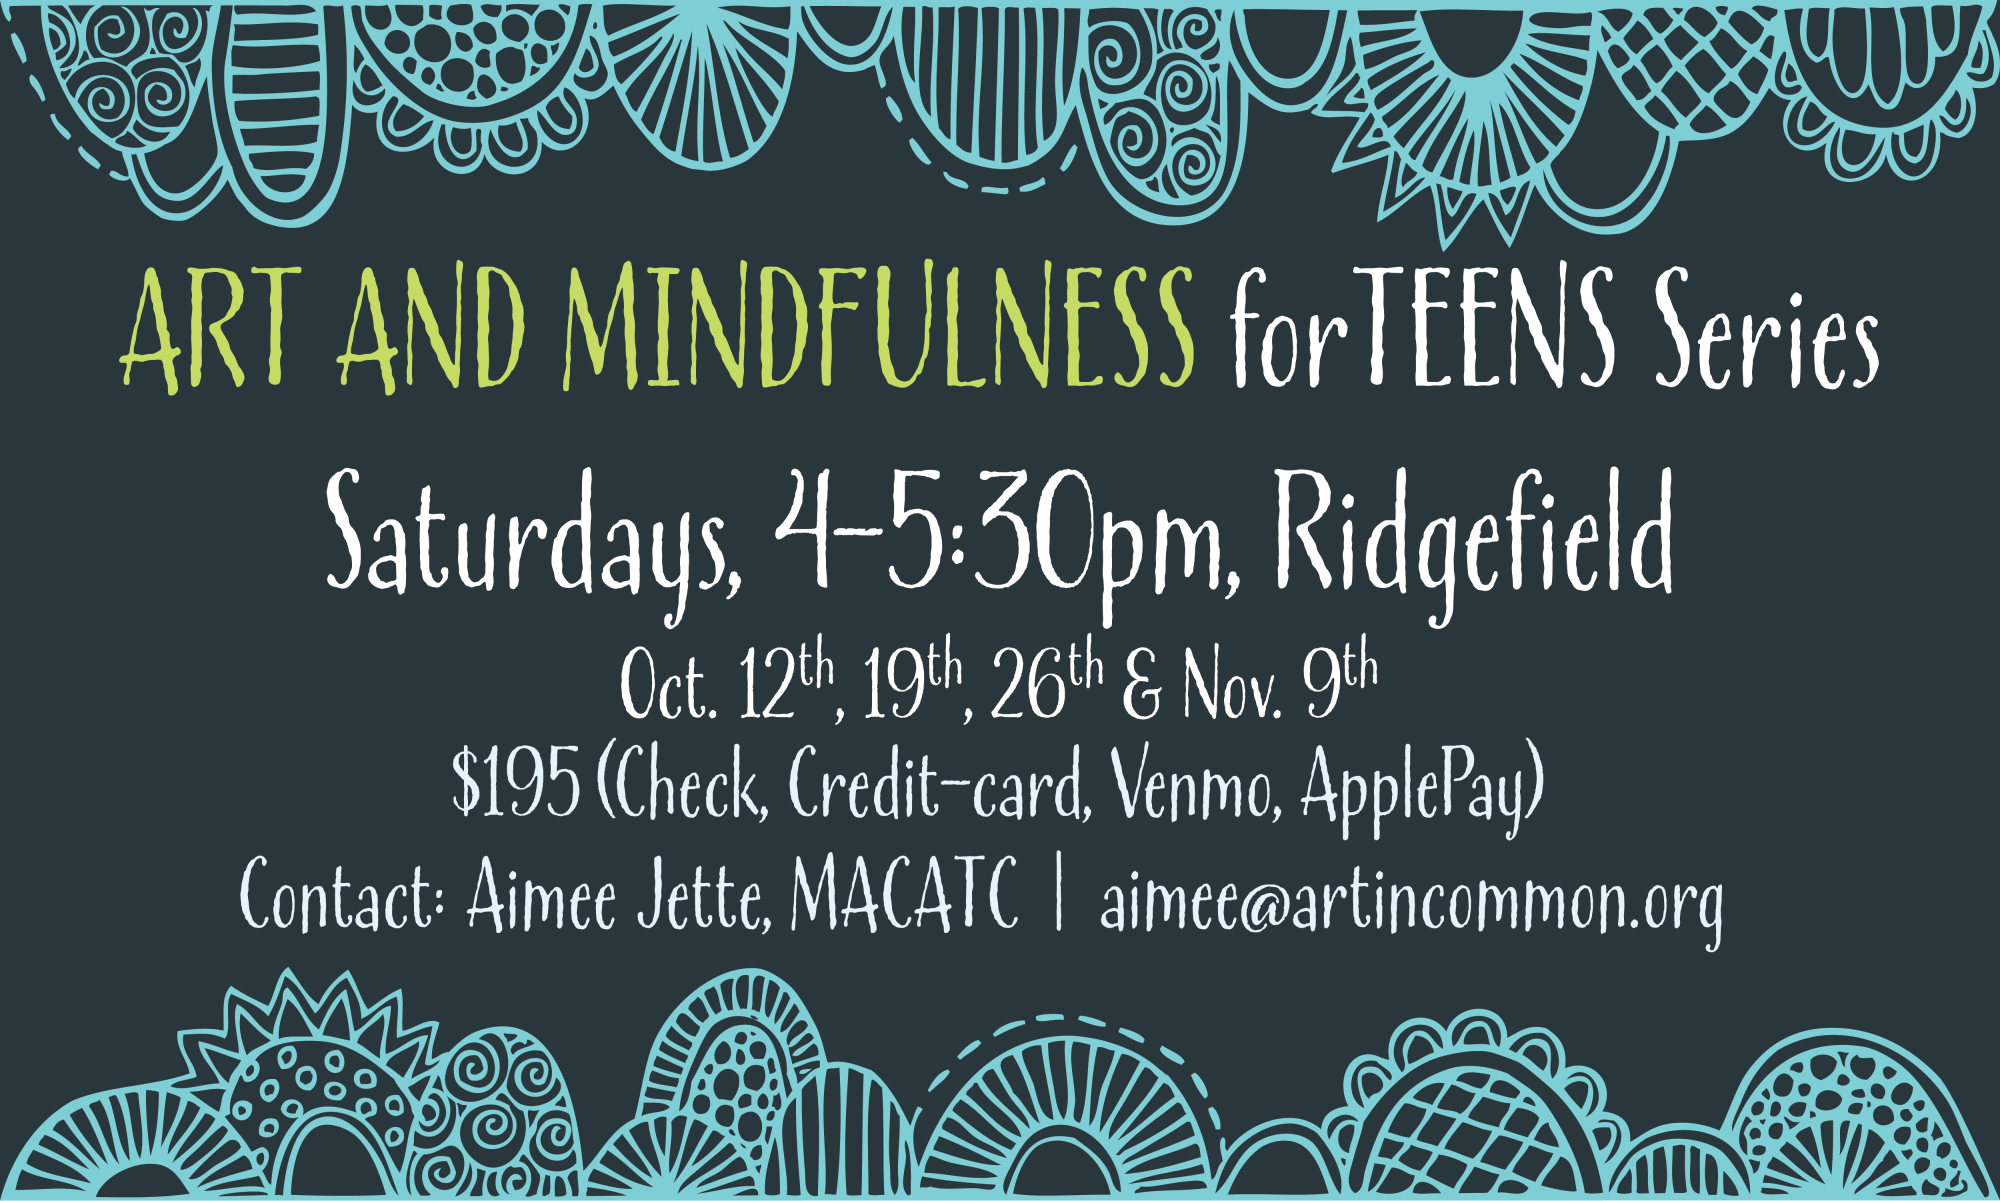 ART AND MINDFULNESS for TEENS Series
Saturdays, 4-5:30pm, Ridgefield
Oct. 12th, 19th, 26th & Nov. 9th
$195 (Check, Credit-card, Venmo, ApplePay)
Contact: Aimee Jette, MACATC | aimee@artincommon.org